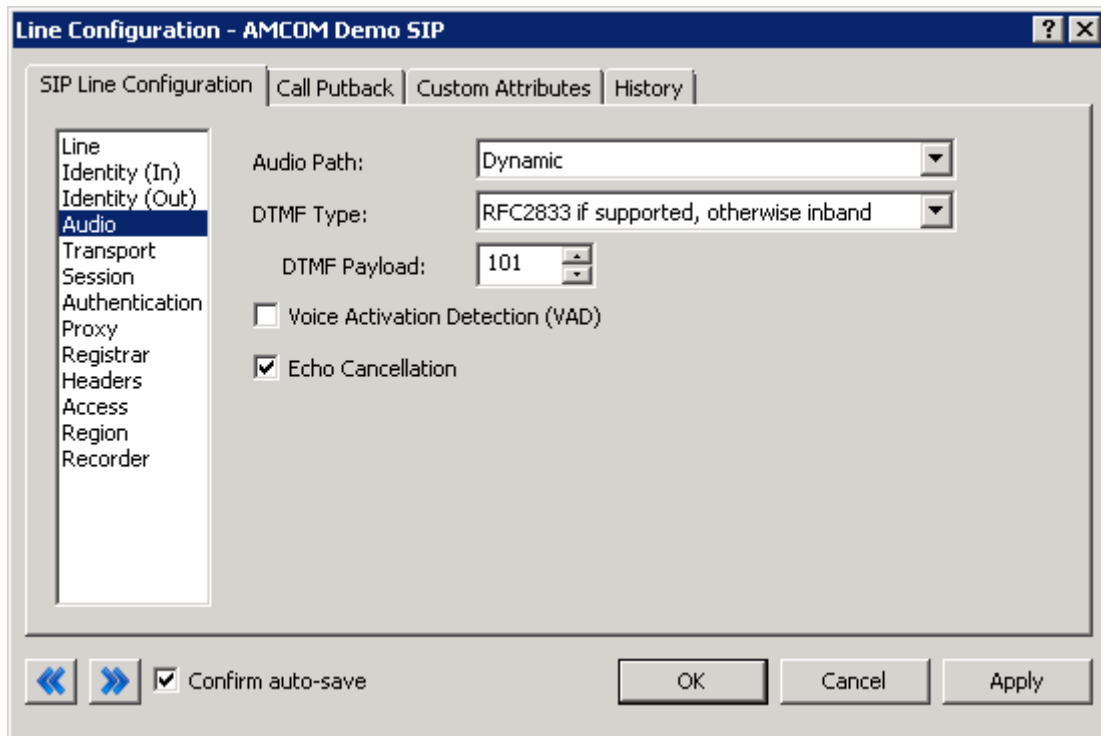 Line Configuration - AMCOM Demo SIP
?
SIP Line Configuration
Call Putback
Custom Attributes
History
Line
Identity (In)
Identity (Out)
Audio
Transport
Session
Authentication
Proxy
Registrar
Headers
Access
Region
Recorder
Audio Path:
Dynamic
DTMF Type:
RFC2833 if supported, otherwise inband
DTMF Payload:
101
Voice Activation Detection (VAD)
Echo Cancellation
Confirm auto-save
OK
Cancel
Apply